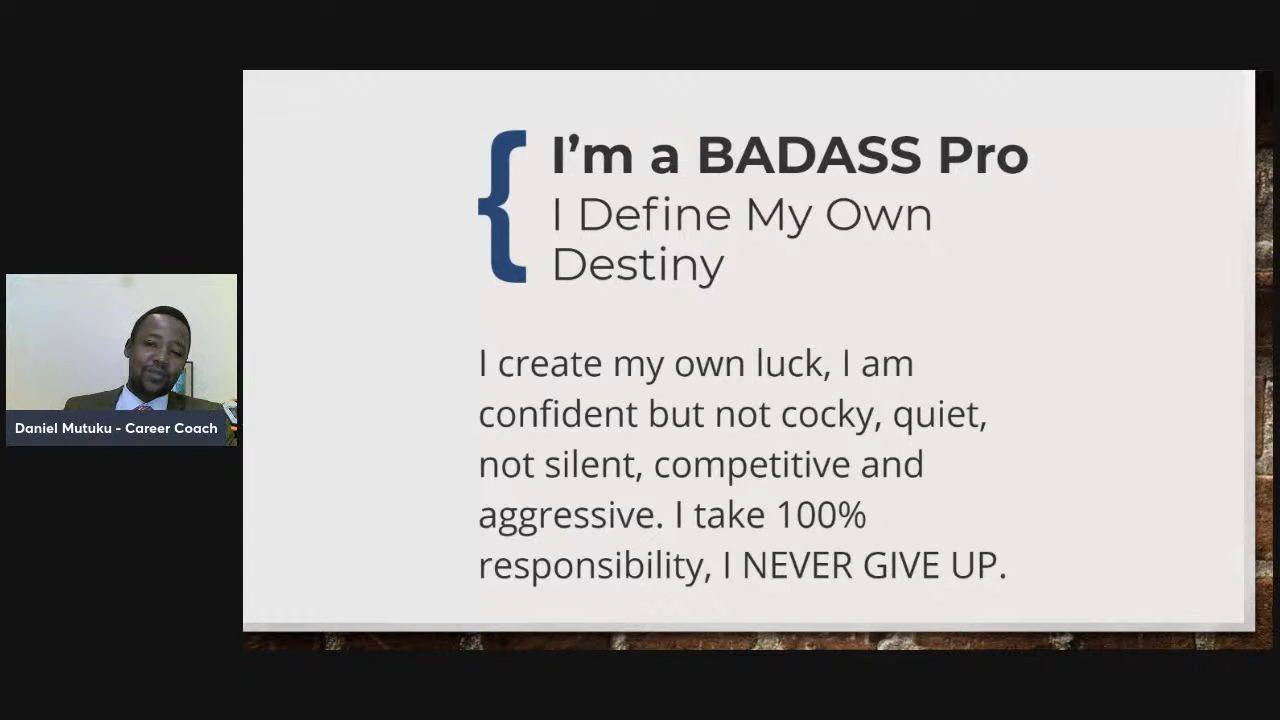 I'm a BADASS Pro
I Define My Own
Destiny
I create my own luck, I am
confident but not cocky, quiet,
not silent, competitive and
aggressive. I take 100%
responsibility, I NEVER GIVE UP.
Daniel Mutuku - Career Coach